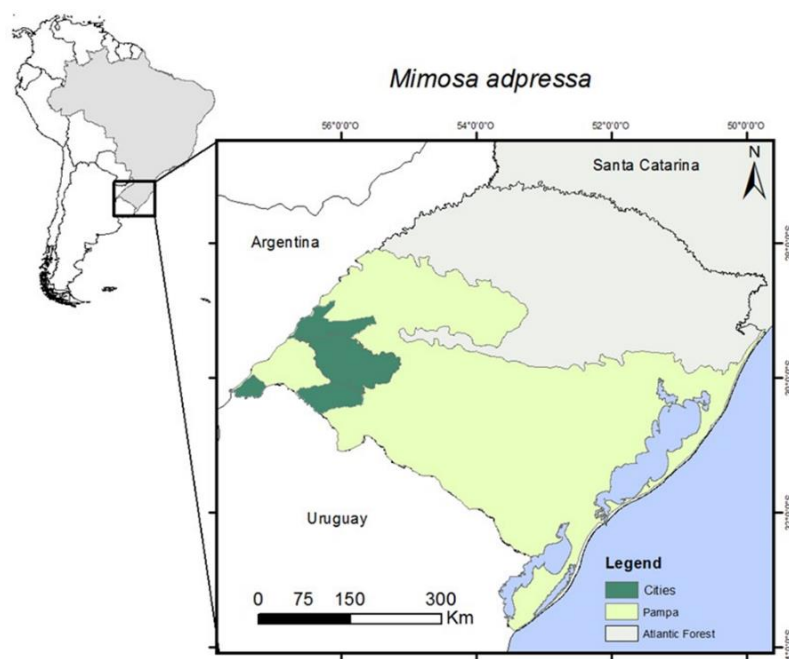 Mimosa adpressa
56°0'0"O
54°0'0"O
52°0'0"O
50°0'0"O
N
Santa Catarina
Argentina
Uruguay
0 75 150 300
Km
Legend
Cities
Pampa
Atlantic Forest